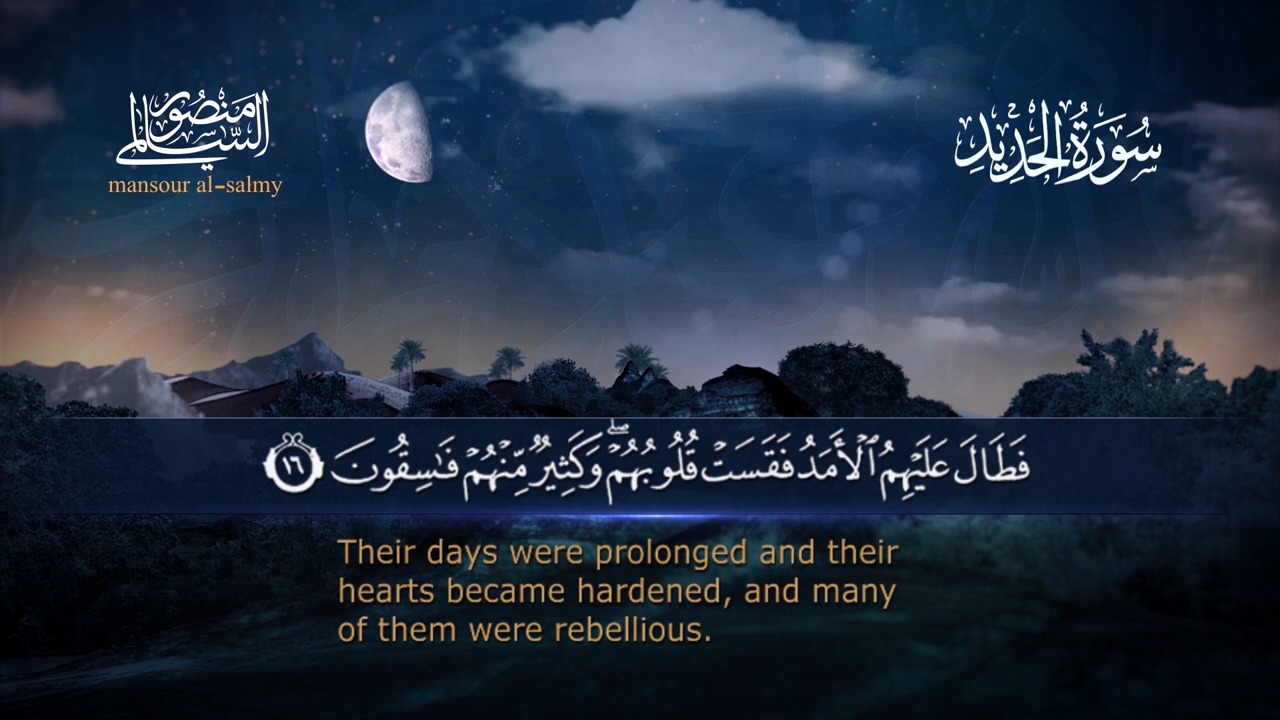 منصور السالمي
mansour al-salmy
سُورَةُ الحَدِيدِ
فَطَالَ عَلَيْهِمُ ٱلْأَمَدُ فَقَسَتْ قُلُوبُهُمْ ۖ وَكَثِيرٌ مِّنْهُمْ فَـٰسِقُونَ ١٦
Their days were prolonged and their
hearts became hardened, and many
of them were rebellious.